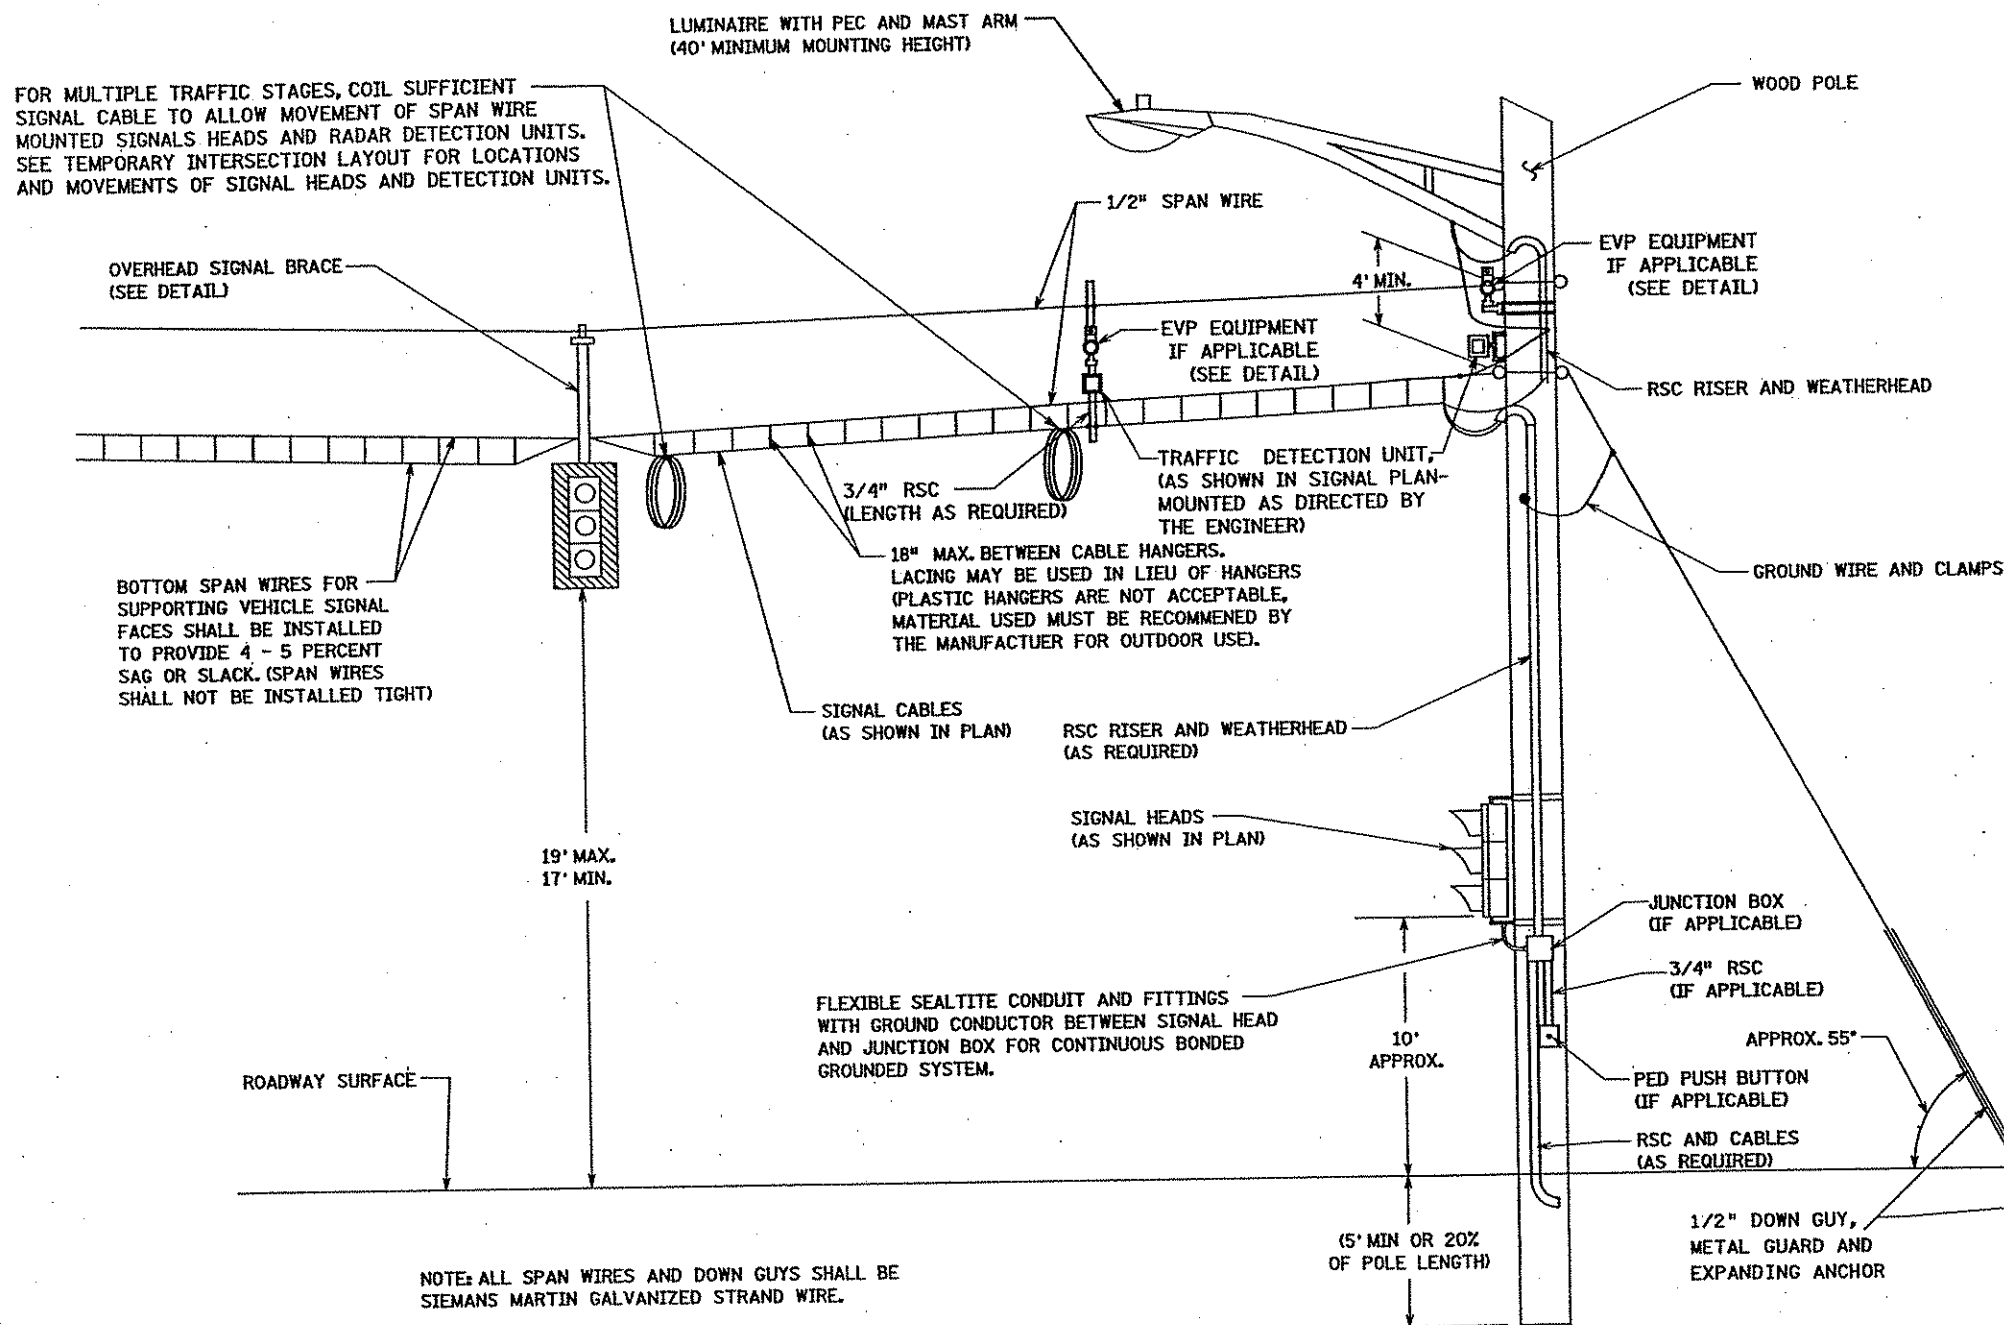 LUMINAIRE WITH PEC AND MAST ARM
(40' MINIMUM MOUNTING HEIGHT)
WOOD POLE
FOR MULTIPLE TRAFFIC STAGES, COIL SUFFICIENT
SIGNAL CABLE TO ALLOW MOVEMENT OF SPAN WIRE
MOUNTED SIGNALS HEADS AND RADAR DETECTION UNITS.
SEE TEMPORARY INTERSECTION LAYOUT FOR LOCATIONS
AND MOVEMENTS OF SIGNAL HEADS AND DETECTION UNITS.
1/2" SPAN WIRE
OVERHEAD SIGNAL BRACE
(SEE DETAIL)
4' MIN.
EVP EQUIPMENT
IF APPLICABLE
(SEE DETAIL)
EVP EQUIPMENT
IF APPLICABLE
(SEE DETAIL)
RSC RISER AND WEATHERHEAD
TRAFFIC DETECTION UNIT,
(AS SHOWN IN SIGNAL PLAN-
MOUNTED AS DIRECTED BY
THE ENGINEER)
3/4" RSC
(LENGTH AS REQUIRED)
18" MAX. BETWEEN CABLE HANGERS.
LACING MAY BE USED IN LIEU OF HANGERS
(PLASTIC HANGERS ARE NOT ACCEPTABLE,
MATERIAL USED MUST BE RECOMMENED BY
THE MANUFACTUER FOR OUTDOOR USE).
GROUND WIRE AND CLAMPS
BOTTOM SPAN WIRES FOR
SUPPORTING VEHICLE SIGNAL
FACES SHALL BE INSTALLED
TO PROVIDE 4 - 5 PERCENT
SAG OR SLACK. (SPAN WIRES
SHALL NOT BE INSTALLED TIGHT)
SIGNAL CABLES
(AS SHOWN IN PLAN)
RSC RISER AND WEATHERHEAD
(AS REQUIRED)
SIGNAL HEADS
(AS SHOWN IN PLAN)
19' MAX.
17' MIN.
JUNCTION BOX
(IF APPLICABLE)
3/4" RSC
(IF APPLICABLE)
FLEXIBLE SEALTITE CONDUIT AND FITTINGS
WITH GROUND CONDUCTOR BETWEEN SIGNAL HEAD
AND JUNCTION BOX FOR CONTINUOUS BONDED
GROUNDED SYSTEM.
10'
APPROX.
APPROX. 55°
ROADWAY SURFACE
PED PUSH BUTTON
(IF APPLICABLE)
RSC AND CABLES
(AS REQUIRED)
(5' MIN OR 20%
OF POLE LENGTH)
1/2" DOWN GUY,
METAL GUARD AND
EXPANDING ANCHOR
NOTE: ALL SPAN WIRES AND DOWN GUYS SHALL BE
SIEMANS MARTIN GALVANIZED STRAND WIRE.